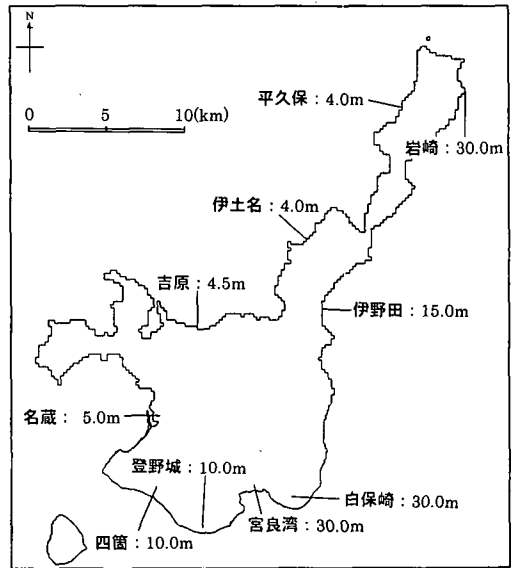 N
0 5.0 10(km)
平久保：4.0m
岩崎：30.0m
伊土名：4.0m
吉原：4.5m
伊野田：15.0m
名蔵： 5.0m
登野城：10.0m
白保崎：30.0m
宮良湾：30.0m
四箇：10.0m